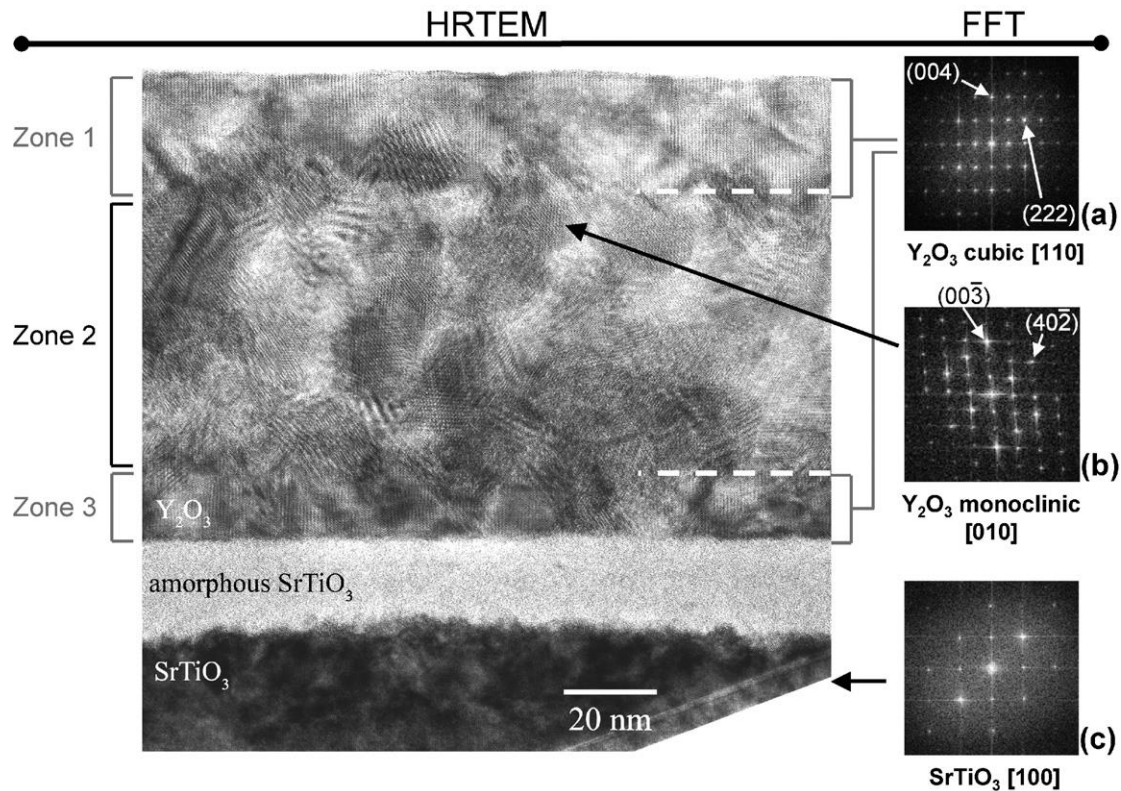 HRTEM
FFT
Zone 1
Zone 2
Zone 3
Y₂O₃
amorphous SrTiO₃
SrTiO₃
20 nm
(004)
(222)
(a)
Y₂O₃ cubic [110]
(003̅)
(402̅)
(b)
Y₂O₃ monoclinic
[010]
(c)
SrTiO₃ [100]